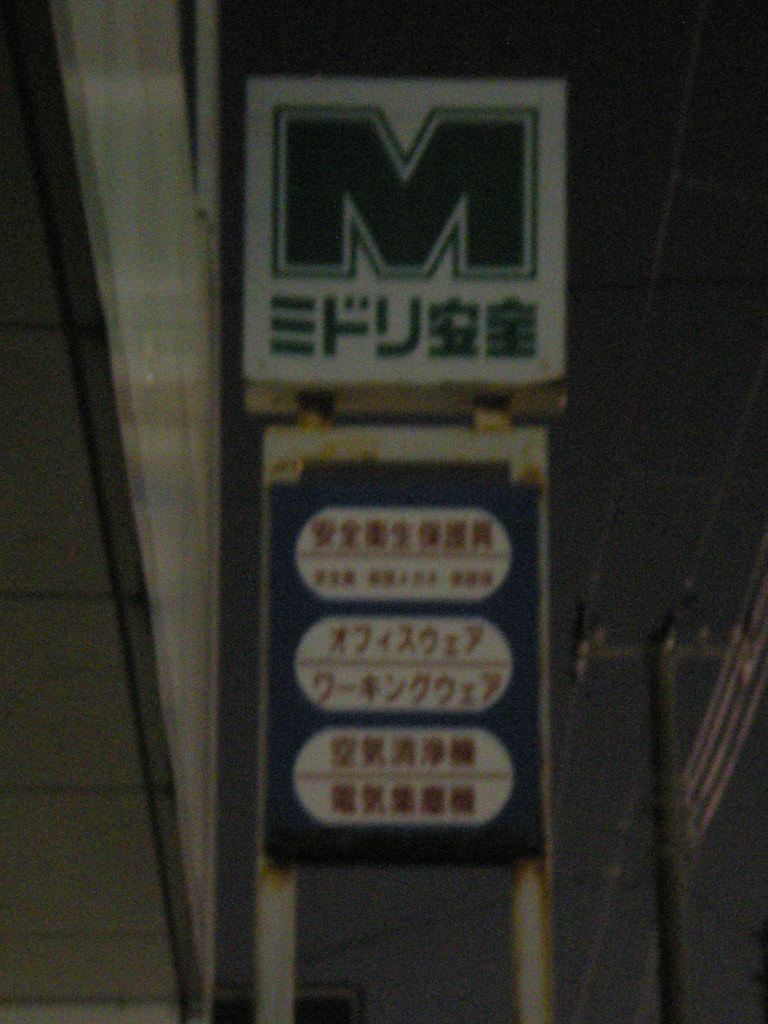 M
ミドリ安全
安全衛生保護具
オフィスウェア
ワーキングウェア
空気清浄機
電気集塵機